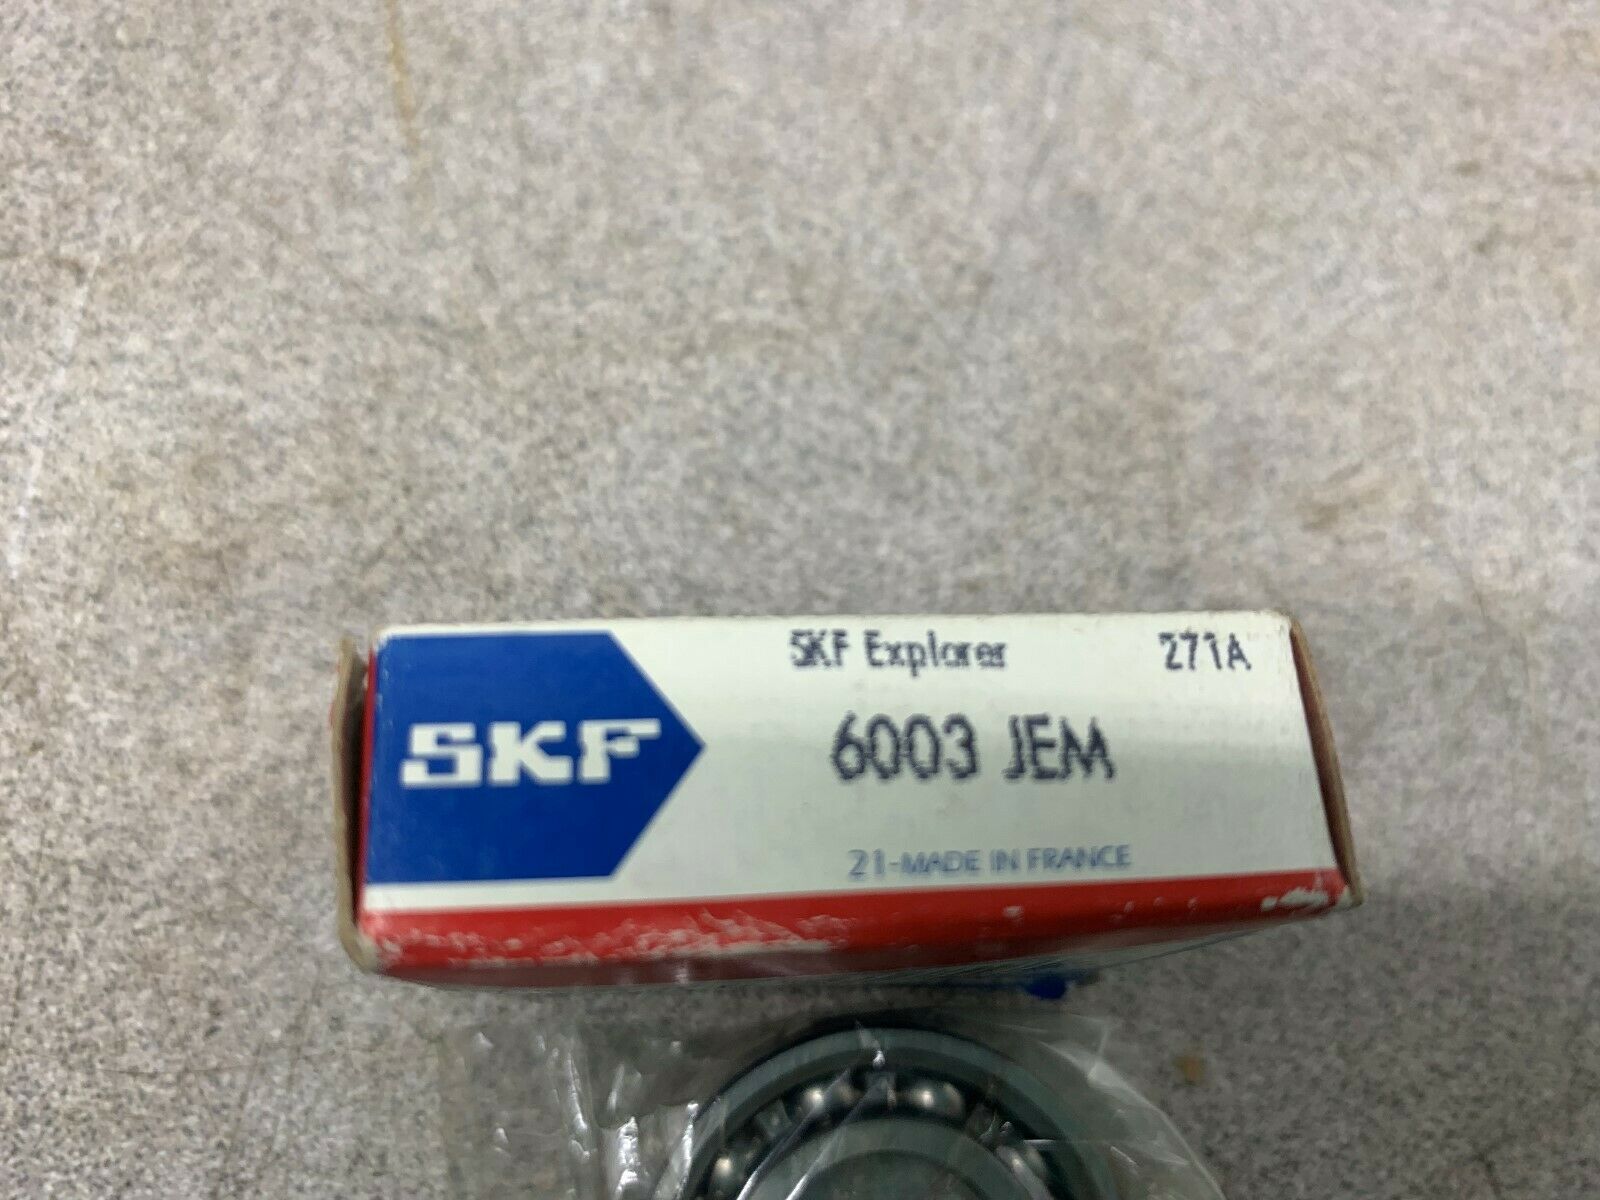 SKF
SKF Explorer 271A
6003 JEM
21-MADE IN FRANCE